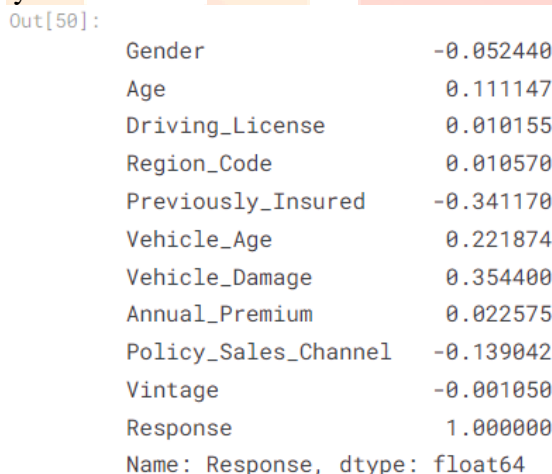 Out[50]:
Gender -0.052440
Age 0.111147
Driving_License 0.010155
Region_Code 0.010570
Previously_Insured -0.341170
Vehicle_Age 0.221874
Vehicle_Damage 0.354400
Annual_Premium 0.022575
Policy_Sales_Channel -0.139042
Vintage -0.001050
Response 1.000000
Name: Response, dtype: float64